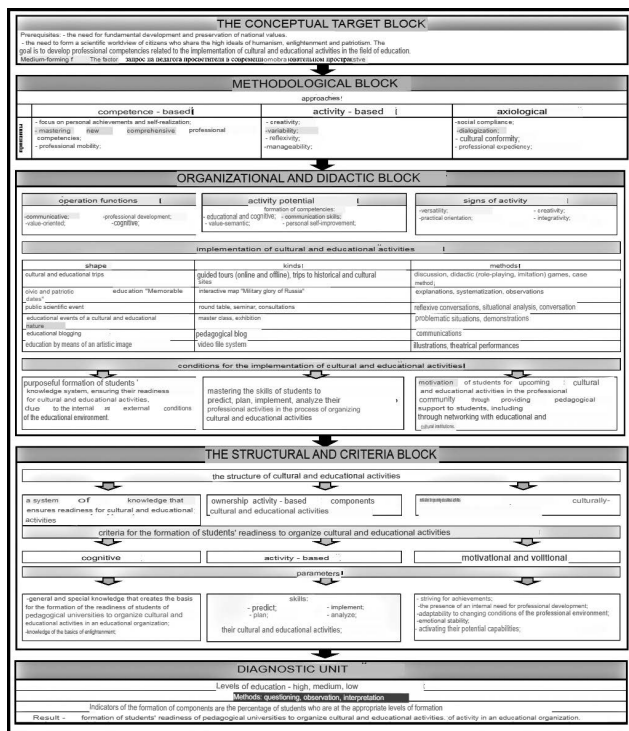 THE CONCEPTUAL TARGET BLOCK
Prerequisites: - the need for fundamental development and preservation of national values.
- the need to form a scientific worldview of citizens who share the high ideals of humanism, enlightenment and patriotism. The
goal is to develop professional competencies related to the implementation of cultural and educational activities in the field of education.
Medium-forming f The factor запрос на педагога просветителя в современном
METHODOLOGICAL BLOCK
approaches
competence - based
activity - based
axiological
- focus on personal achievements and self-realization;
- mastering new comprehensive professional
competencies;
- professional mobility;
- creativity;
-variability;
- reflexivity;
-manageability;
-social compliance;
-dialogization;
- cultural conformity;
- professional expediency;
ORGANIZATIONAL AND DIDACTIC BLOCK
operation functions
activity potential
signs of activity
-communicative; -professional development;
-value-oriented; -cognitive;
formation of competencies:
- educational and cognitive; - communication skills;
- value-semantic; - personal self-improvement;
-versatility; - creativity;
-practical orientation; - integrativity;
implementation of cultural and educational activities
shape kinds methods
cultural and educational trips
guided tours (online and offline), trips to historical and cultural
sites
discussion, didactic (role-playing, imitation) games, case
method;
civic and patriotic education "Memorable
dates"
interactive map "Military glory of Russia"
explanations, systematization, observations
public scientific event
round table, seminar, consultations
reflexive conversations, situational analysis, conversation
educational events of a cultural and educational
nature
master class, exhibition
problematic situations, demonstrations
educational blogging
pedagogical blog
communications
education by means of an artistic image
video file system
illustrations, theatrical performances
conditions for the implementation of cultural and educational activities
purposeful formation of students'
knowledge system, ensuring their readiness
for cultural and educational activities,
due to the internal external conditions
of the educational environment.
mastering the skills of students to
predict, plan, implement, analyze their
professional activities in the process of organizing
cultural and educational activities
motivation of students for upcoming : cultural
and educational activities in the professional
community through providing pedagogical
support to students, including
through networking with educational and
cultural institutions.
THE STRUCTURAL AND CRITERIA BLOCK
the structure of cultural and educational activities
a system of knowledge that
ensures readiness for cultural and educational
activities
ownership activity - based components
cultural and educational activities
culturally-
criteria for the formation of students' readiness to organize cultural and educational activities
cognitive
activity - based
motivational and volitional
parameters
-general and special knowledge that creates the basis
for the formation of the readiness of students of
pedagogical universities to organize cultural and
educational activities in an educational organization;
-knowledge of the basics of enlightenment;
skills:
- predict; - implement;
- plan; - analyze;
their cultural and educational activities;
- striving for achievements;
-the presence of an internal need for professional development;
-adaptability to changing conditions of the professional environment;
-emotional stability;
- activating their potential capabilities;
DIAGNOSTIC UNIT
Levels of education - high, medium, low
Methods: questioning, observation, interpretation
Indicators of the formation of components are the percentage of students who are at the appropriate levels of formation
Result - formation of students' readiness of pedagogical universities to organize cultural and educational activities. of activity in an educational organization.